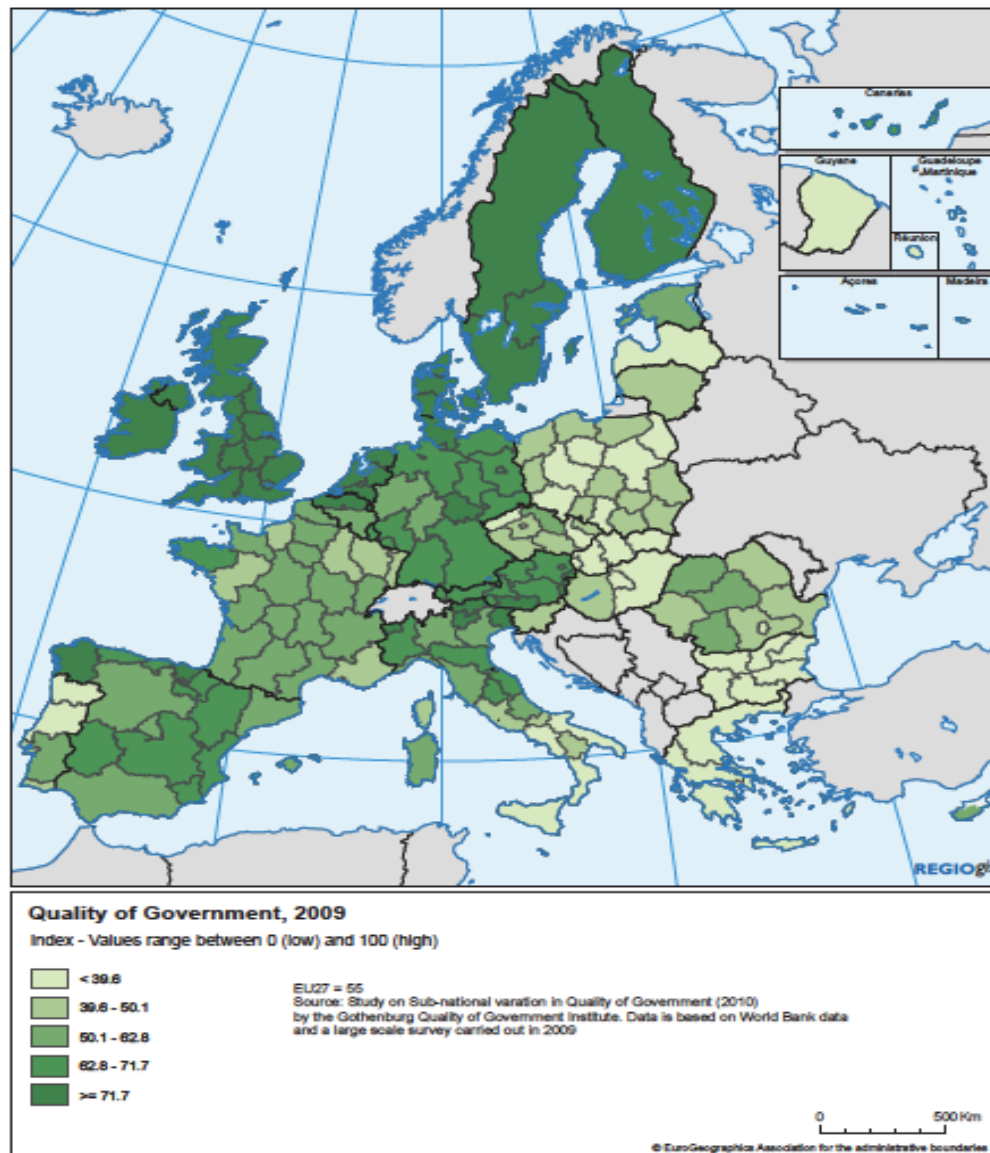 Canarias
Guyane
Guadeloupe
Martinique
Réunion
Açores
Madeira
REGIOgi
Quality of Government, 2009
Index - Values range between 0 (low) and 100 (high)
< 39.6
39.6 - 50.1
50.1 - 62.8
62.8 - 71.7
>= 71.7
EU27 = 55
Source: Study on Sub-national varation in Quality of Government (2010)
by the Gothenburg Quality of Government Institute. Data is based on World Bank data
and a large scale survey carried out in 2009
0 500 Km
© EuroGeographics Association for the administrative boundaries